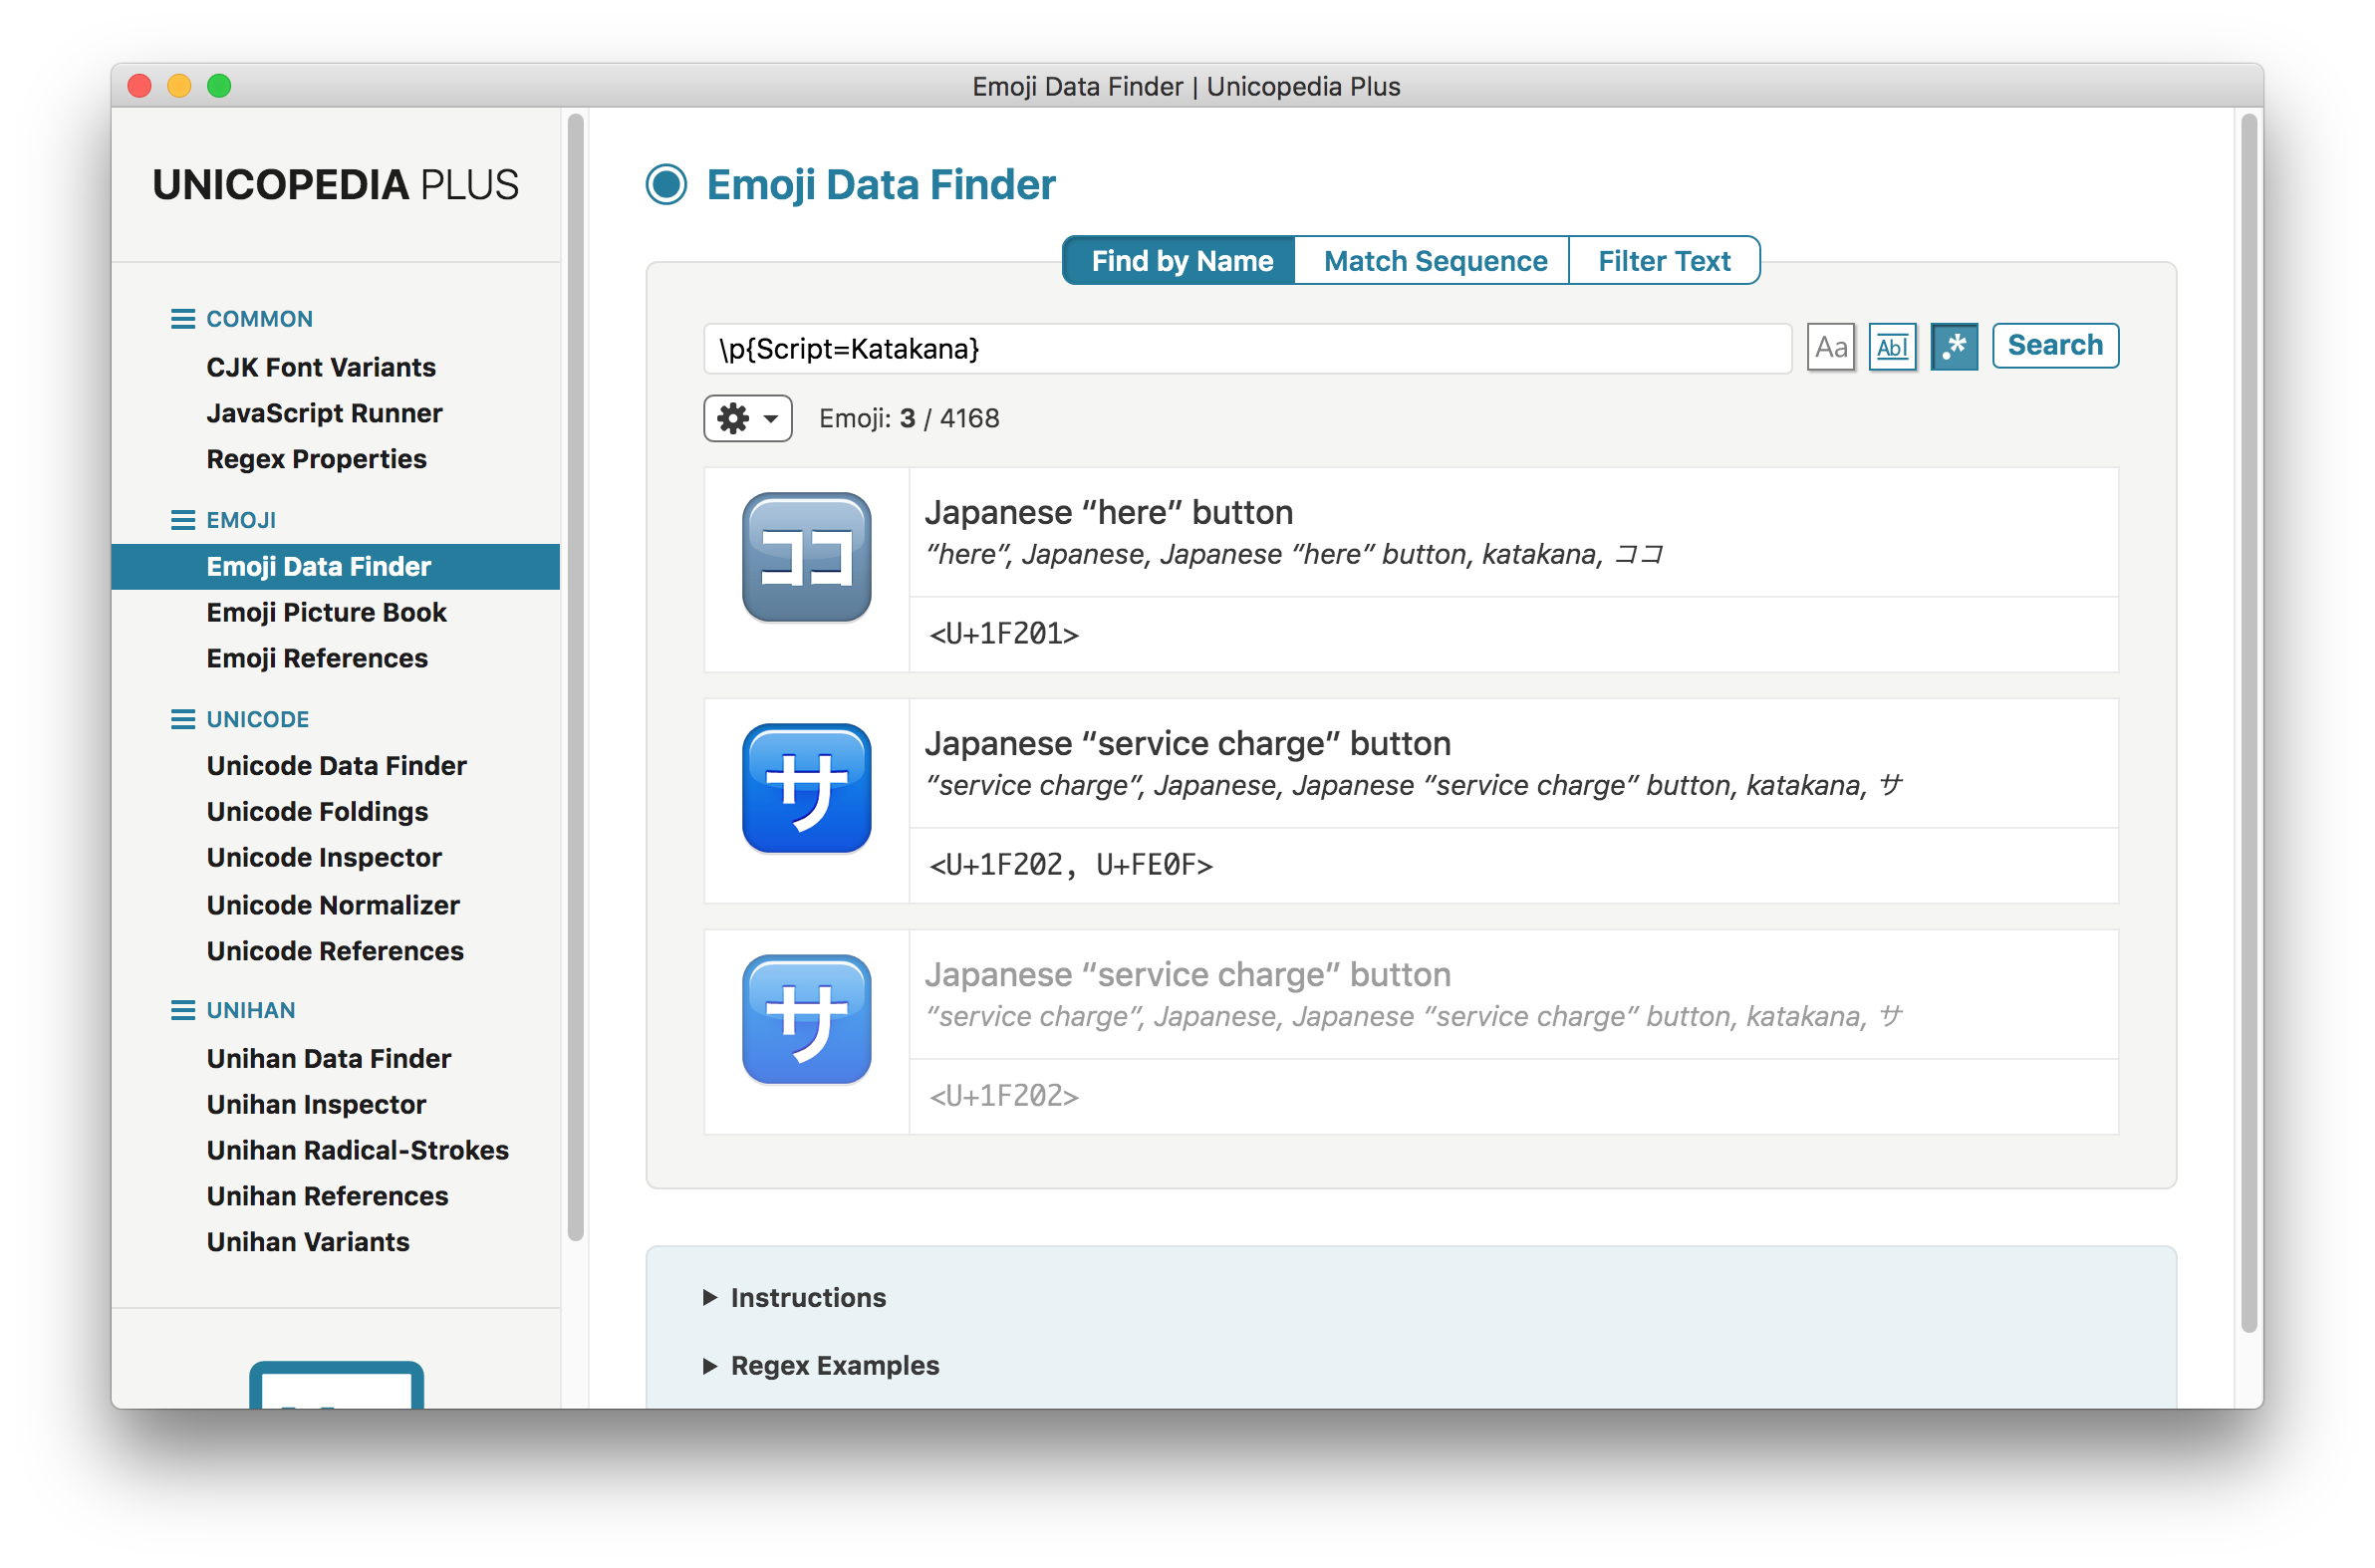 Emoji Data Finder | Unicopedia Plus
UNICOPEDIA PLUS
COMMON
CJK Font Variants
JavaScript Runner
Regex Properties
EMOJI
Emoji Data Finder
Emoji Picture Book
Emoji References
UNICODE
Unicode Data Finder
Unicode Foldings
Unicode Inspector
Unicode Normalizer
Unicode References
UNIHAN
Unihan Data Finder
Unihan Inspector
Unihan Radical-Strokes
Unihan References
Unihan Variants
Emoji Data Finder
Find by Name Match Sequence Filter Text
\p{Script=Katakana} Aa Ab| .* Search
Emoji: 3 / 4168
ココ
Japanese “here” button
“here”, Japanese, Japanese “here” button, katakana, ココ
<U+1F201>
サ
Japanese “service charge” button
“service charge”, Japanese, Japanese “service charge” button, katakana, サ
<U+1F202, U+FE0F>
サ
Japanese “service charge” button
“service charge”, Japanese, Japanese “service charge” button, katakana, サ
<U+1F202>
Instructions
Regex Examples